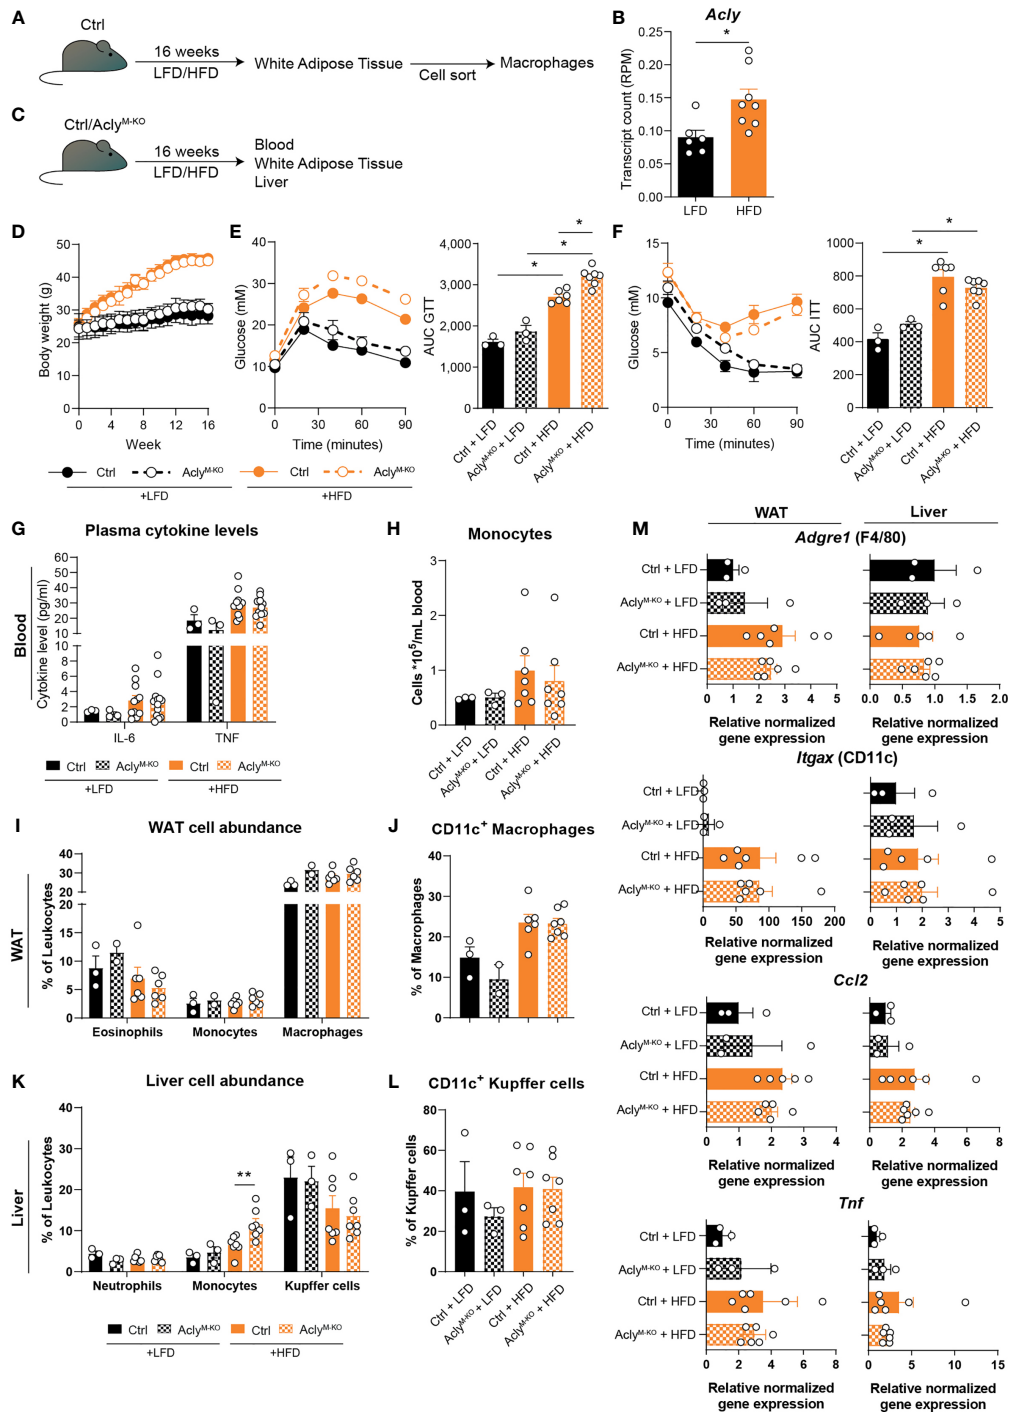 A
Ctrl
16 weeks
LFD/HFD
White Adipose Tissue
Cell sort
Macrophages
B
Acly
*
Transcript count (RPM)
0.25
0.20
0.15
0.10
0.05
0.00
LFD
HFD
C
Ctrl/Acly^M-KO
16 weeks
LFD/HFD
Blood
White Adipose Tissue
Liver
D
Body weight (g)
50
40
30
20
10
0
0 4 8 12 16
Week
E
Glucose (mM)
40
30
20
10
0
0 30 60 90
Time (minutes)
AUC GTT
4,000
3,000
2,000
1,000
0
*
*
*
Ctrl + LFD
Acly^M-KO + LFD
Ctrl + HFD
Acly^M-KO + HFD
F
Glucose (mM)
15
10
5
0
0 30 60 90
Time (minutes)
AUC ITT
1000
800
600
400
200
0
*
*
Ctrl + LFD
Acly^M-KO + LFD
Ctrl + HFD
Acly^M-KO + HFD
Ctrl Acly^M-KO Ctrl Acly^M-KO
+LFD +HFD
G
Plasma cytokine levels
Blood
Cytokine level (pg/ml)
60
50
40
30
20
10
10
8
6
4
2
0
IL-6 TNF
Ctrl Acly^M-KO Ctrl Acly^M-KO
+LFD +HFD
H
Monocytes
Cells *10⁵/mL blood
3
2
1
0
Ctrl + LFD
Acly^M-KO + LFD
Ctrl + HFD
Acly^M-KO + HFD
I
WAT cell abundance
WAT
% of Leukocytes
40
30
20
20
15
10
5
0
Eosinophils Monocytes Macrophages
J
CD11c⁺ Macrophages
% of Macrophages
40
30
20
10
0
K
Liver cell abundance
Liver
% of Leukocytes
40
30
20
10
0
**
Neutrophils Monocytes Kupffer cells
Ctrl Acly^M-KO Ctrl Acly^M-KO
+LFD +HFD
L
CD11c⁺ Kupffer cells
% of Kupffer cells
80
60
40
20
0
Ctrl + LFD
Acly^M-KO + LFD
Ctrl + HFD
Acly^M-KO + HFD
M
WAT Liver
Adgre1 (F4/80)
Ctrl + LFD
Acly^M-KO + LFD
Ctrl + HFD
Acly^M-KO + HFD
0 1 2 3 4 5
0.0 0.5 1.0 1.5 2.0
Relative normalized
gene expression
Relative normalized
gene expression
Itgax (CD11c)
Ctrl + LFD
Acly^M-KO + LFD
Ctrl + HFD
Acly^M-KO + HFD
0 50 100 150 200
0 1 2 3 4 5
Relative normalized
gene expression
Relative normalized
gene expression
Ccl2
Ctrl + LFD
Acly^M-KO + LFD
Ctrl + HFD
Acly^M-KO + HFD
0 1 2 3 4
0 2 4 6 8
Relative normalized
gene expression
Relative normalized
gene expression
Tnf
Ctrl + LFD
Acly^M-KO + LFD
Ctrl + HFD
Acly^M-KO + HFD
0 2 4 6 8
0 5 10 15
Relative normalized
gene expression
Relative normalized
gene expression